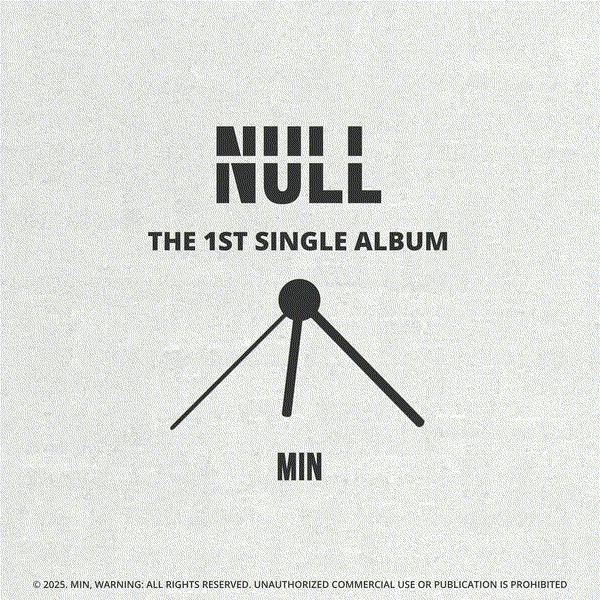 NULL
THE 1ST SINGLE ALBUM
MIN
© 2025. MIN, WARNING: ALL RIGHTS RESERVED. UNAUTHORIZED COMMERCIAL USE OR PUBLICATION IS PROHIBITED